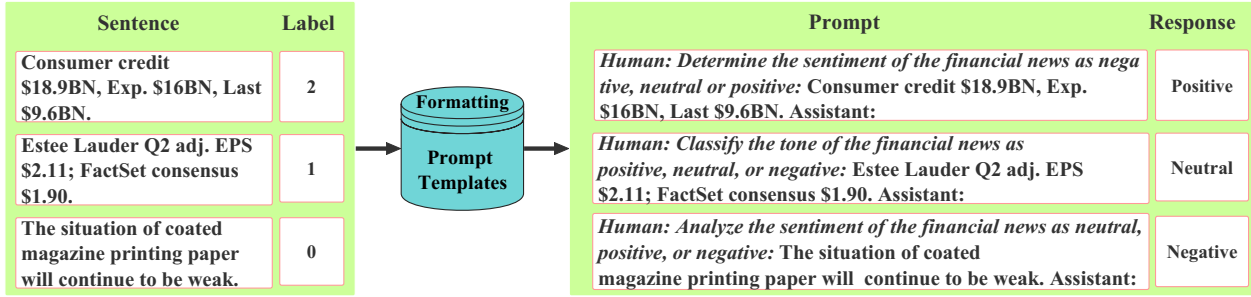 Sentence Label
Consumer credit
$18.9BN, Exp. $16BN, Last
$9.6BN.
2
Estee Lauder Q2 adj. EPS
$2.11; FactSet consensus
$1.90.
1
The situation of coated
magazine printing paper
will continue to be weak.
0
Formatting
Prompt
Templates
Prompt Response
Human: Determine the sentiment of the financial news as nega
tive, neutral or positive: Consumer credit $18.9BN, Exp.
$16BN, Last $9.6BN. Assistant:
Positive
Human: Classify the tone of the financial news as
positive, neutral, or negative: Estee Lauder Q2 adj. EPS
$2.11; FactSet consensus $1.90. Assistant:
Neutral
Human: Analyze the sentiment of the financial news as neutral,
positive, or negative: The situation of coated
magazine printing paper will continue to be weak. Assistant:
Negative